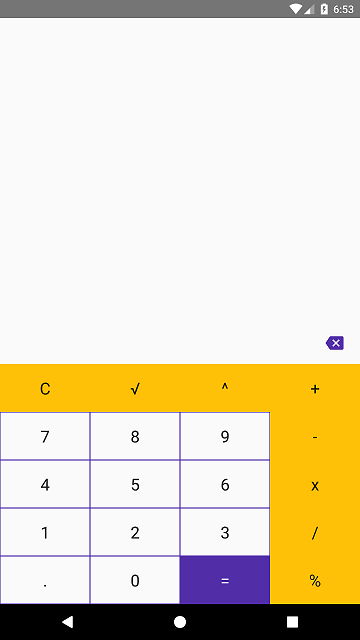 6:53
C √ ^ +
7 8 9 -
4 5 6 x
1 2 3 /
. 0 = %